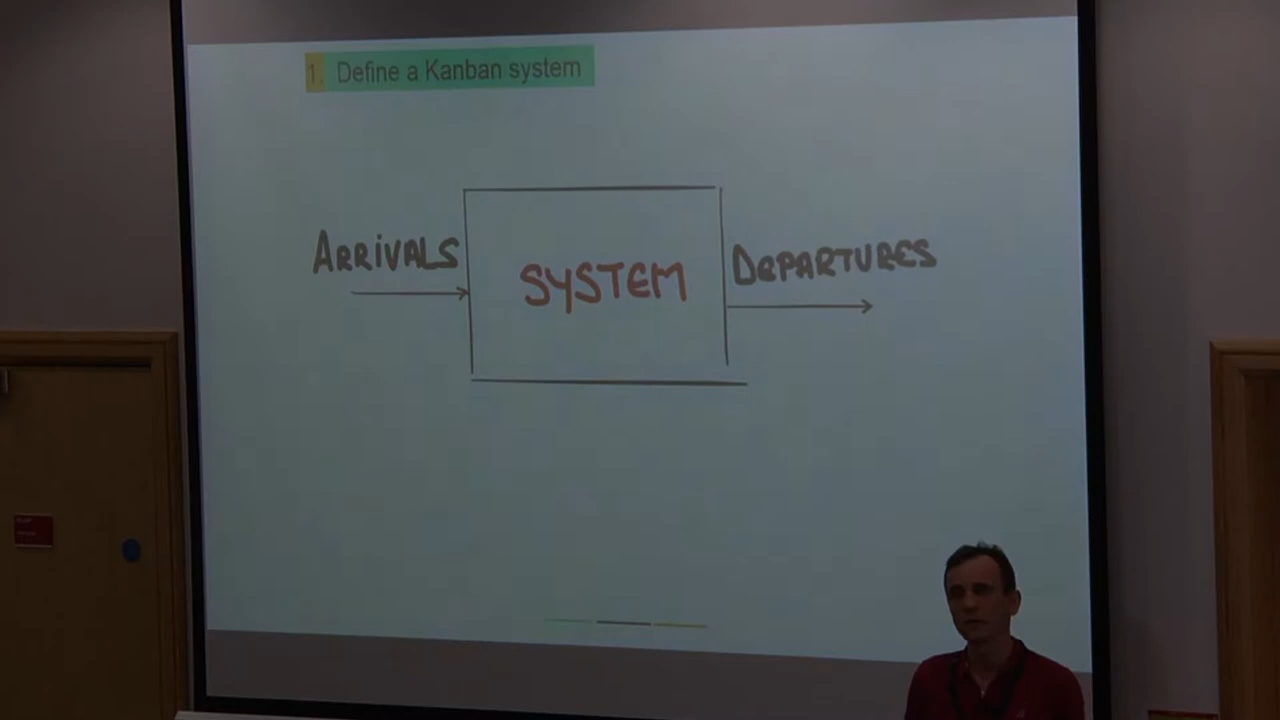 1. Define a Kanban system
ARRIVALS
SYSTEM
DEPARTURES